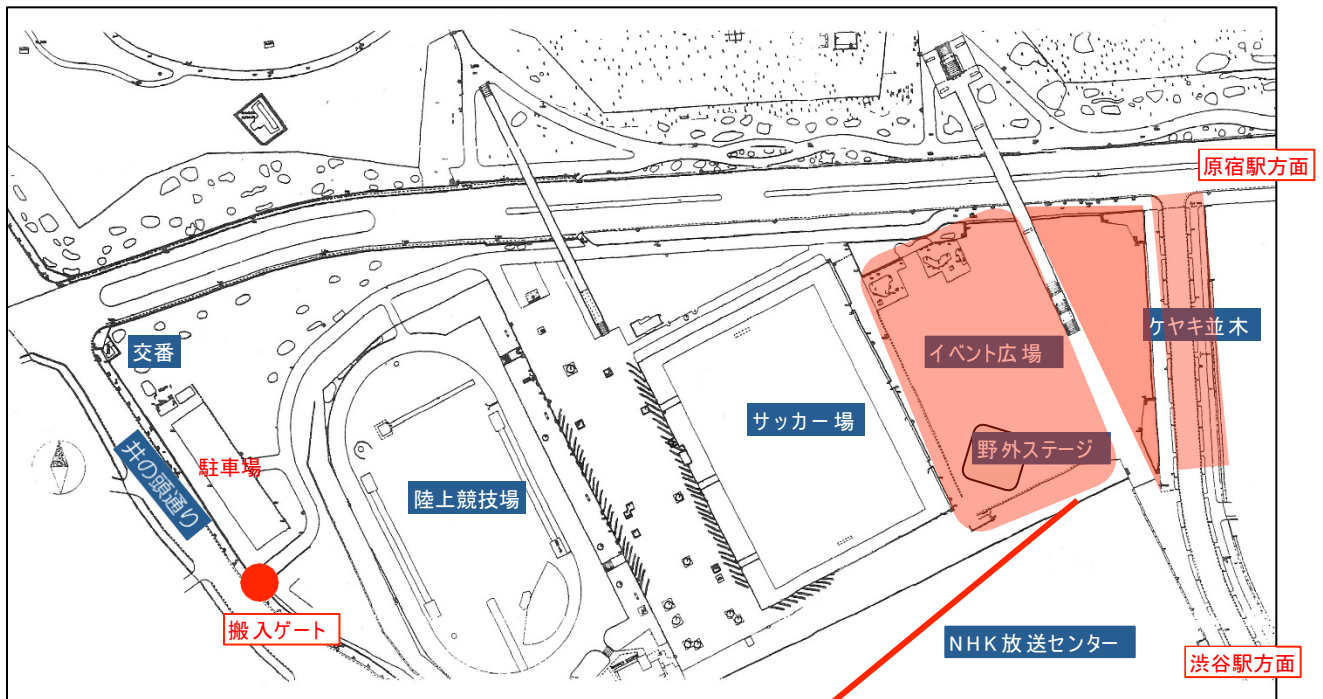 原宿駅方面
ケヤキ並木
交番
イベント広場
サッカー場
野外ステージ
井の頭通り
駐車場
陸上競技場
搬入ゲート
NHK放送センター
渋谷駅方面